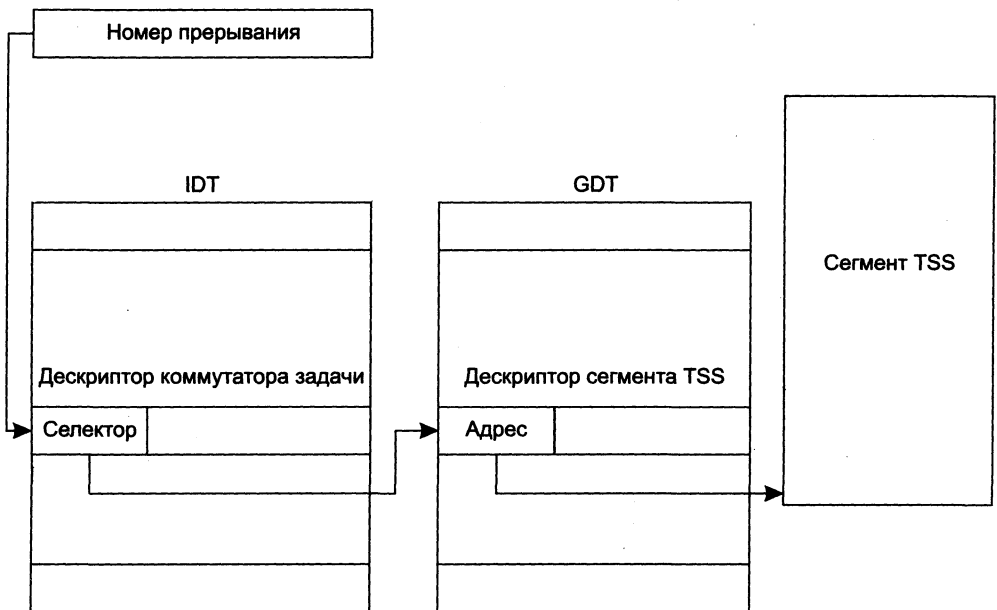 Номер прерывания
IDT
GDT
Сегмент TSS
Дескриптор коммутатора задачи
Дескриптор сегмента TSS
Селектор
Адрес